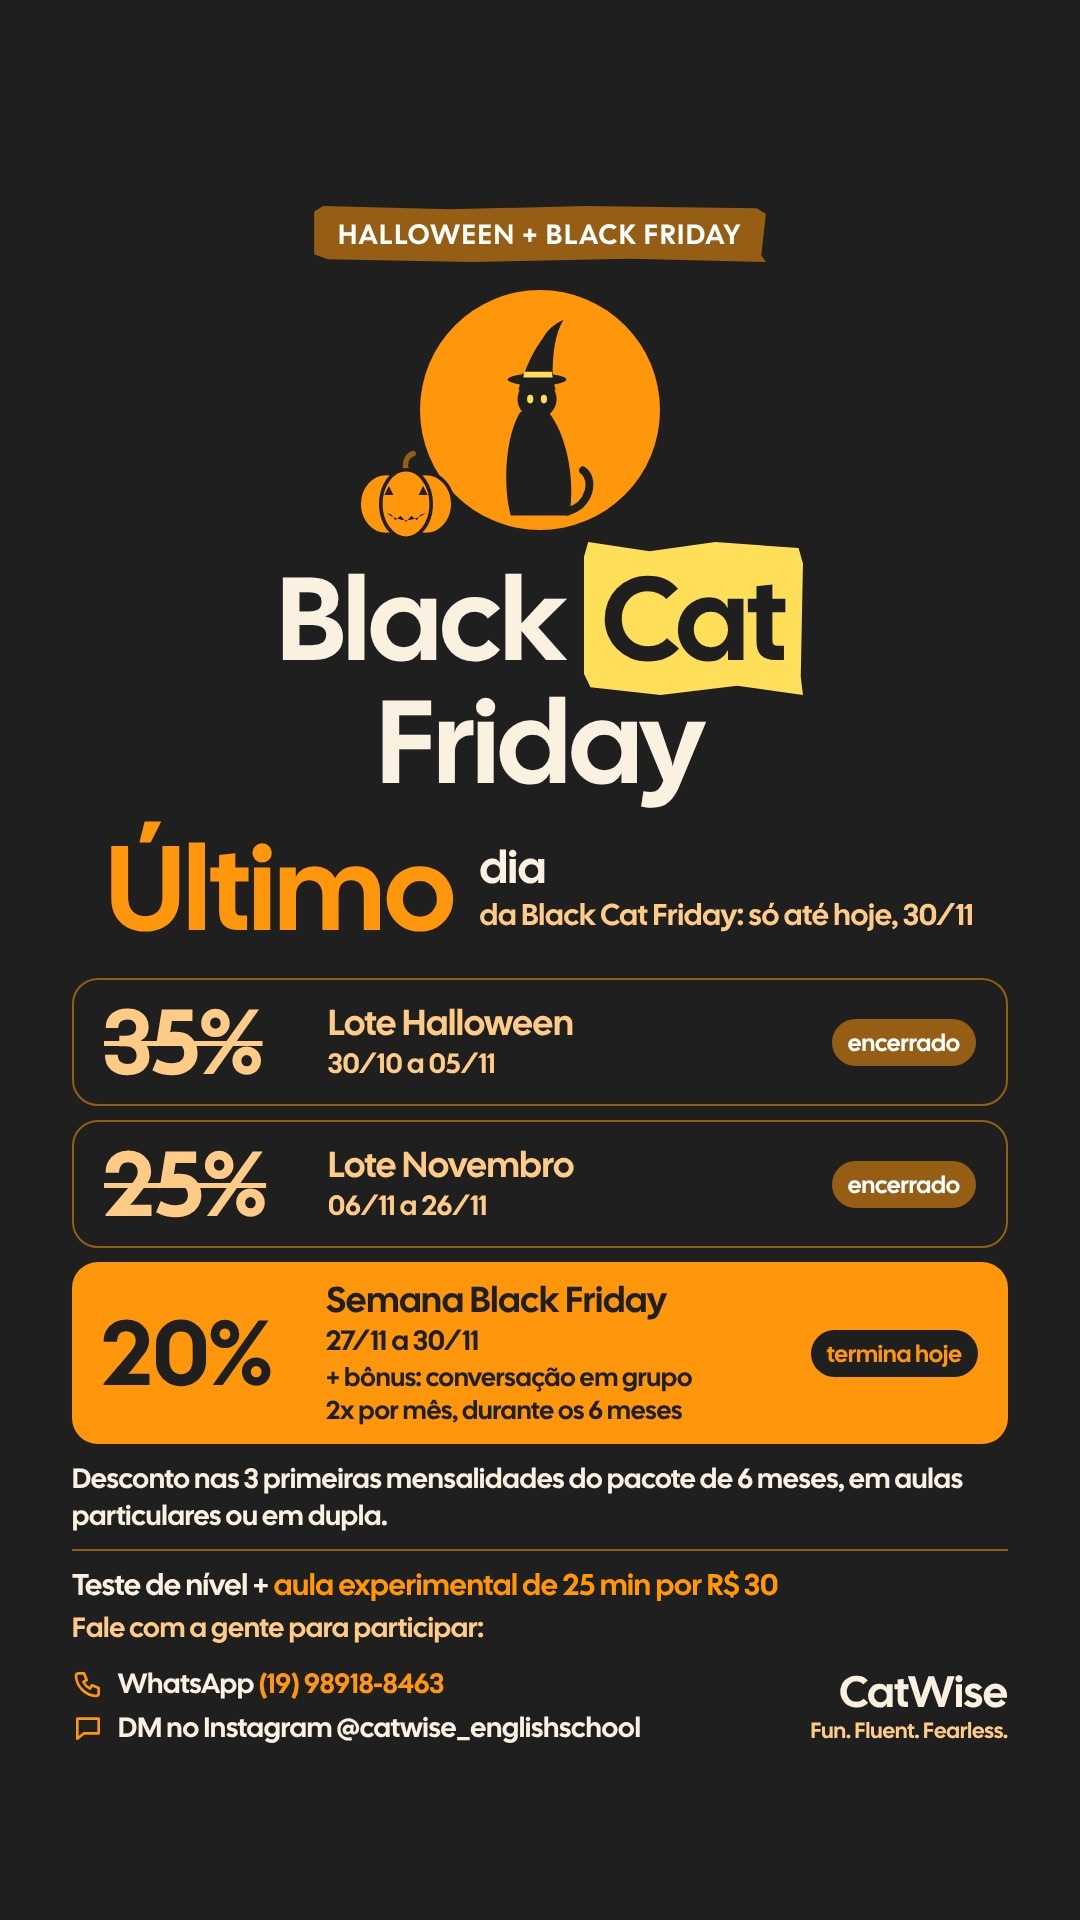 HALLOWEEN + BLACK FRIDAY
Black Cat
Friday
Último
dia
da Black Cat Friday: só até hoje, 30/11
35%
Lote Halloween
30/10 a 05/11
encerrado
25%
Lote Novembro
06/11 a 26/11
encerrado
20%
Semana Black Friday
27/11 a 30/11
+ bônus: conversação em grupo
2x por mês, durante os 6 meses
termina hoje
Desconto nas 3 primeiras mensalidades do pacote de 6 meses, em aulas
particulares ou em dupla.
Teste de nível + aula experimental de 25 min por R$ 30
Fale com a gente para participar:
WhatsApp (19) 98918-8463
DM no Instagram @catwise_englishschool
CatWise
Fun. Fluent. Fearless.